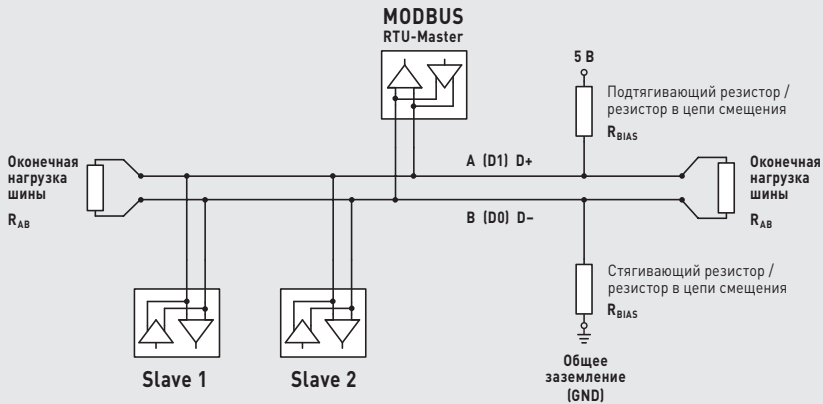 MODBUS
RTU-Master
5 В
Подтягивающий резистор /
резистор в цепи смещения
RBIAS
Оконечная
нагрузка
шины
RAB
A (D1) D+
B (D0) D–
Оконечная
нагрузка
шины
RAB
Стягивающий резистор /
резистор в цепи смещения
RBIAS
Общее
заземление
(GND)
Slave 1
Slave 2